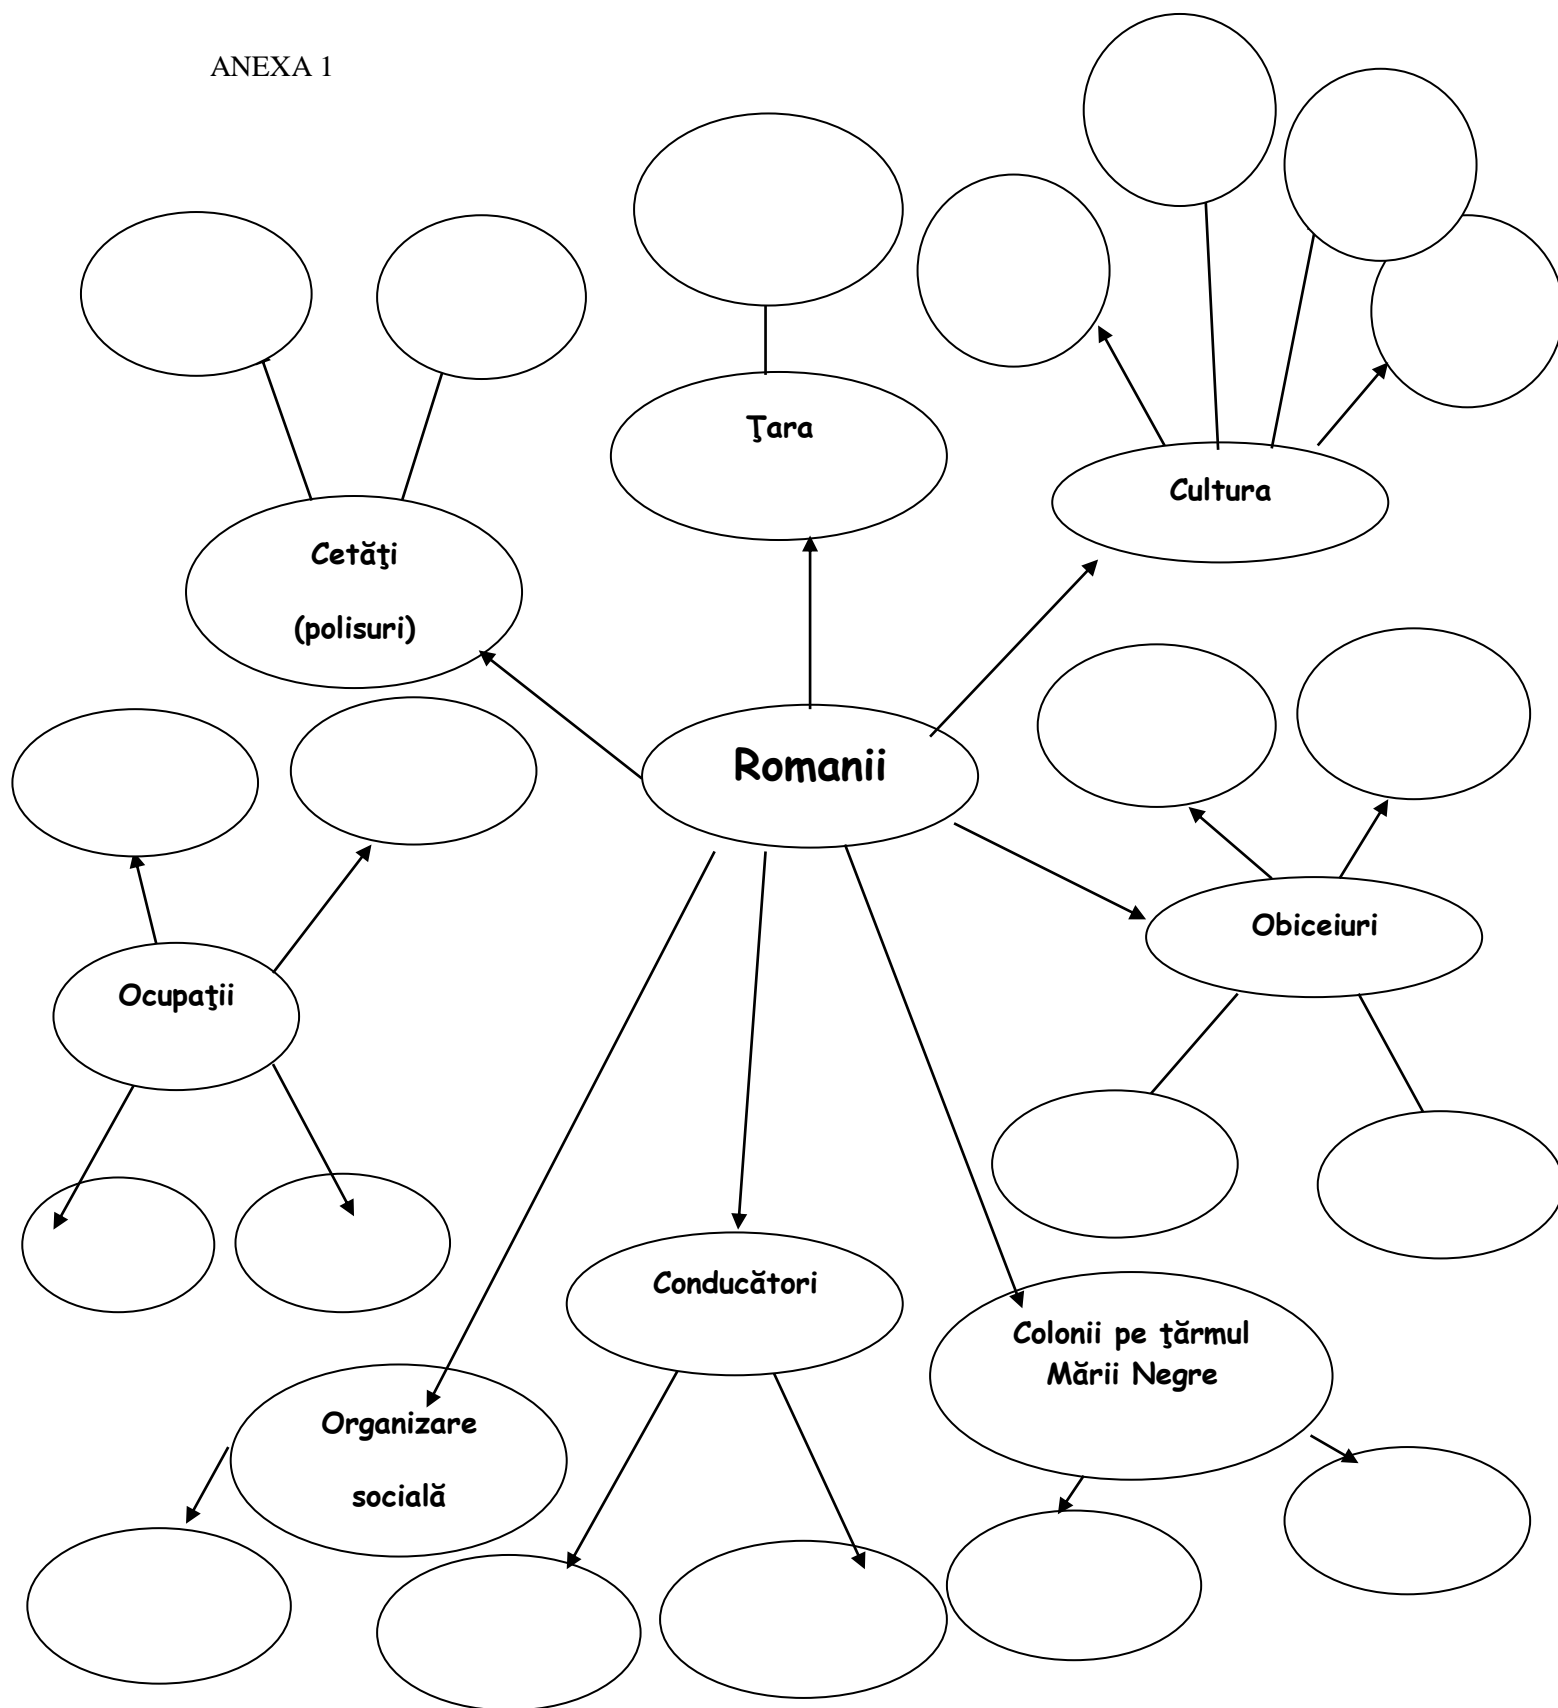 ANEXA 1
Ţara
Cultura
Cetăţi
(polisuri)
Romanii
Obiceiuri
Ocupaţii
Conducători
Colonii pe ţărmul
Mării Negre
Organizare
socială